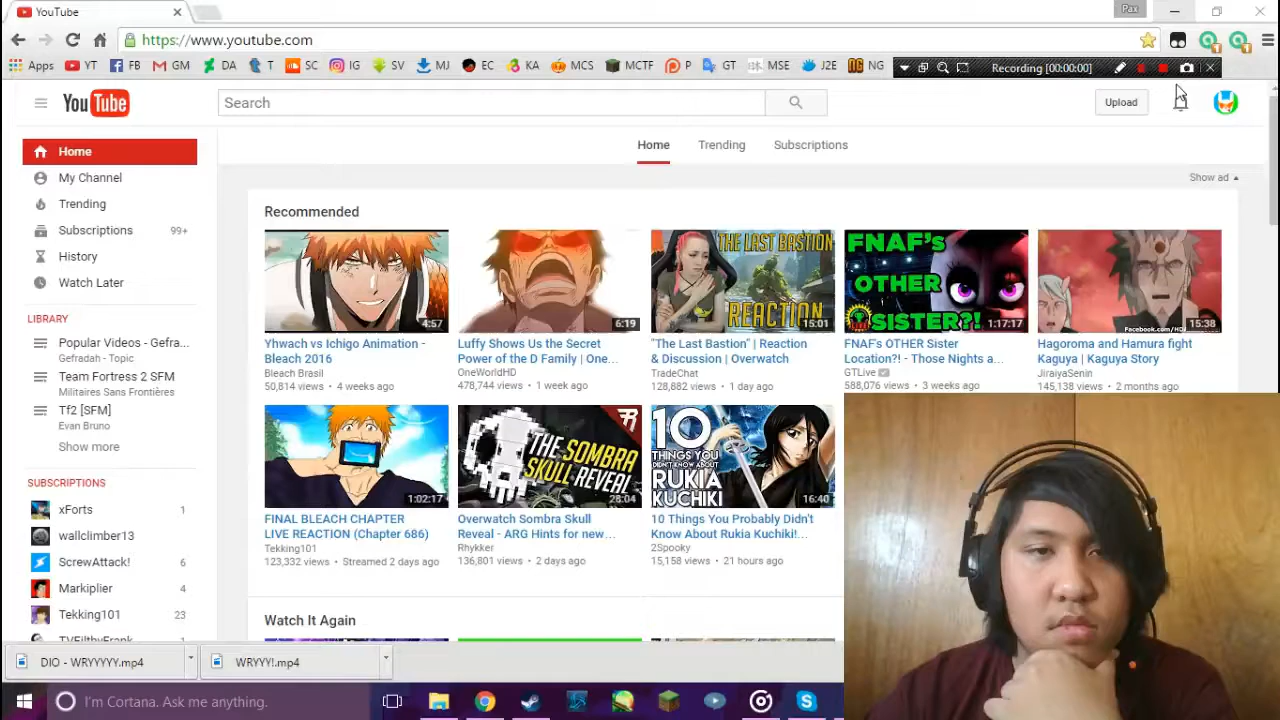 YouTube
Pax
https://www.youtube.com
Apps YT FB GM DA T SC IG SV MJ EC KA MCS MCTF P GT MSE J2E NG
Recording [00:00:00]
YouTube
Search
Upload
Home
Trending
Subscriptions
Show ad
Home
My Channel
Trending
Subscriptions 99+
History
Watch Later
LIBRARY
Popular Videos - Gefra...
Gefradah - Topic
Team Fortress 2 SFM
Militaires Sans Frontières
Tf2 [SFM]
Evan Bruno
Show more
SUBSCRIPTIONS
xForts 1
wallclimber13
ScrewAttack! 6
Markiplier 4
Tekking101 23
TVFilthyFrank 1
Recommended
4:57
Yhwach vs Ichigo Animation -
Bleach 2016
Bleach Brasil
50,814 views • 4 weeks ago
6:19
Luffy Shows Us the Secret
Power of the D Family | One...
OneWorldHD
478,744 views • 1 week ago
THE LAST BASTION
REACTION
15:01
"The Last Bastion" | Reaction
& Discussion | Overwatch
TradeChat
128,882 views • 1 day ago
FNAF's
OTHER
SISTER?!
1:17:17
FNAF's OTHER Sister
Location?! - Those Nights a...
GTLive
588,076 views • 3 weeks ago
Facebook.com/HD
15:38
Hagoromo and Hamura fight
Kaguya | Kaguya Story
JiraiyaSenin
145,138 views • 2 months ago
1:02:17
FINAL BLEACH CHAPTER
LIVE REACTION (Chapter 686)
Tekking101
123,332 views • Streamed 2 days ago
THE SOMBRA
SKULL REVEAL
28:04
Overwatch Sombra Skull
Reveal - ARG Hints for new...
Rhykker
136,801 views • 2 days ago
10
THINGS YOU
DIDN'T KNOW ABOUT
RUKIA
KUCHIKI
16:40
10 Things You Probably Didn't
Know About Rukia Kuchiki!...
2Spooky
15,158 views • 21 hours ago
Watch It Again
DIO - WRYYYYY.mp4
WRYYY!.mp4
I'm Cortana. Ask me anything.